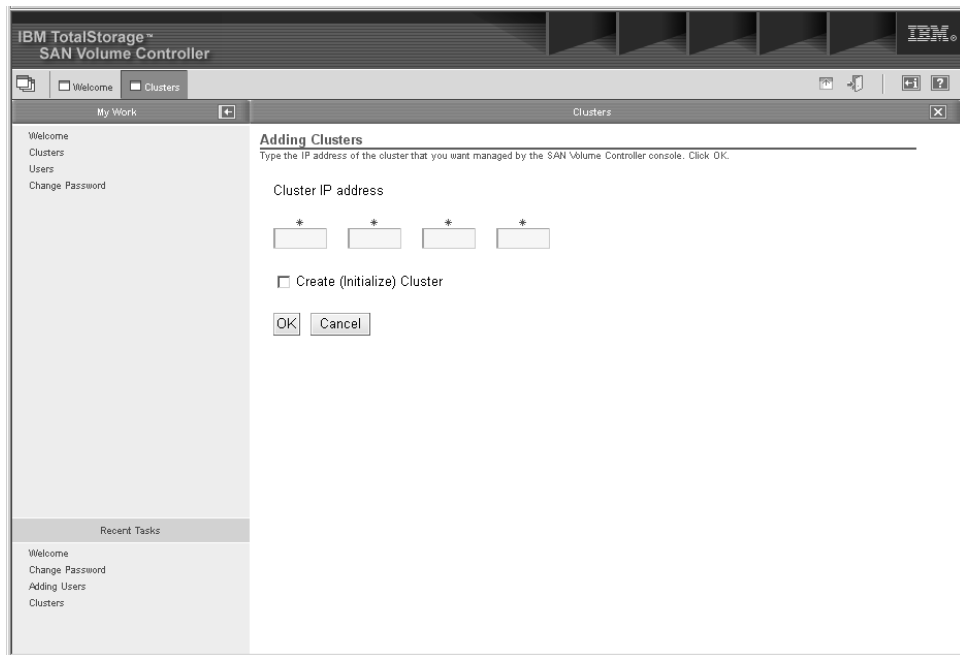 IBM TotalStorage™
SAN Volume Controller
IBM®
Welcome
Clusters
?
My Work
Clusters
Welcome
Clusters
Users
Change Password
Adding Clusters
Type the IP address of the cluster that you want managed by the SAN Volume Controller console. Click OK.
Cluster IP address
* * * *
Create (Initialize) Cluster
OK Cancel
Recent Tasks
Welcome
Change Password
Adding Users
Clusters